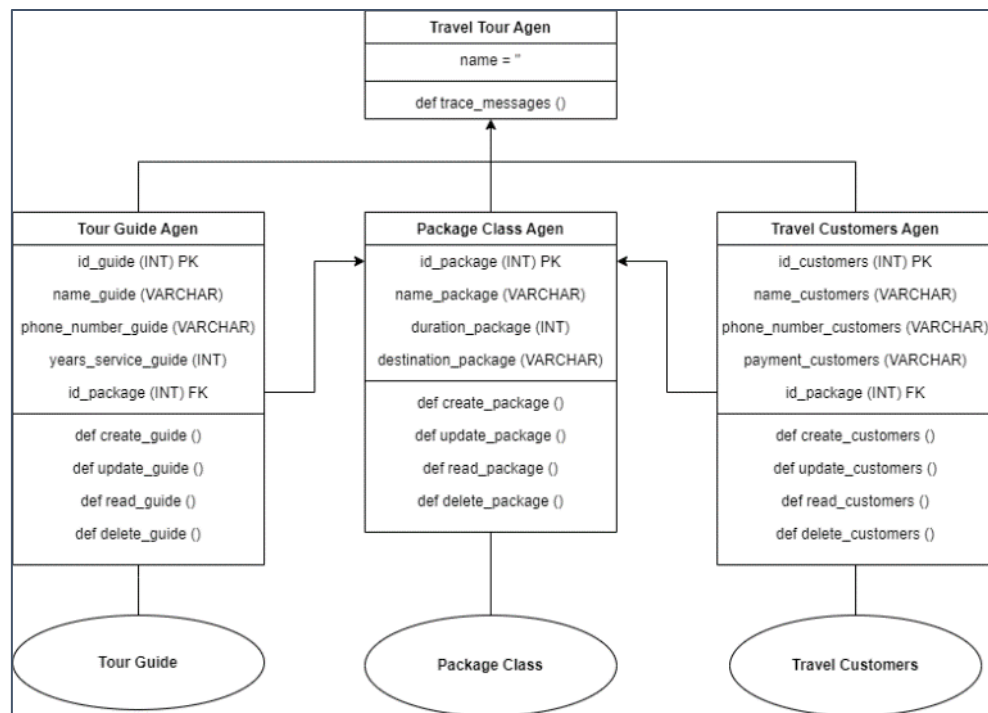 Travel Tour Agen
name = "
def trace_messages ()
Tour Guide Agen
id_guide (INT) PK
name_guide (VARCHAR)
phone_number_guide (VARCHAR)
years_service_guide (INT)
id_package (INT) FK
def create_guide ()
def update_guide ()
def read_guide ()
def delete_guide ()
Package Class Agen
id_package (INT) PK
name_package (VARCHAR)
duration_package (INT)
destination_package (VARCHAR)
def create_package ()
def update_package ()
def read_package ()
def delete_package ()
Travel Customers Agen
id_customers (INT) PK
name_customers (VARCHAR)
phone_number_customers (VARCHAR)
payment_customers (VARCHAR)
id_package (INT) FK
def create_customers ()
def update_customers ()
def read_customers ()
def delete_customers ()
Tour Guide
Package Class
Travel Customers